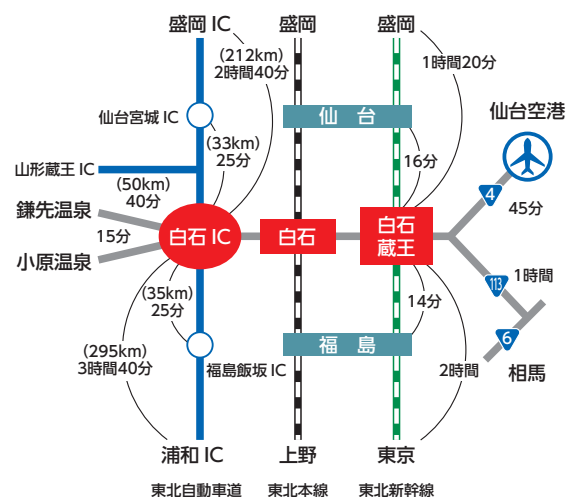 盛岡 IC
盛岡
盛岡
(212km)
2時間40分
1時間20分
仙台宮城 IC
仙台
仙台空港
(33km)
25分
16分
山形蔵王 IC
(50km)
40分
4
45分
鎌先温泉
15分
小原温泉
白石 IC
白石
白石
蔵王
(35km)
25分
14分
1時間
113
福島飯坂 IC
福島
6
(295km)
3時間40分
2時間
相馬
浦和 IC
上野
東京
東北自動車道
東北本線
東北新幹線